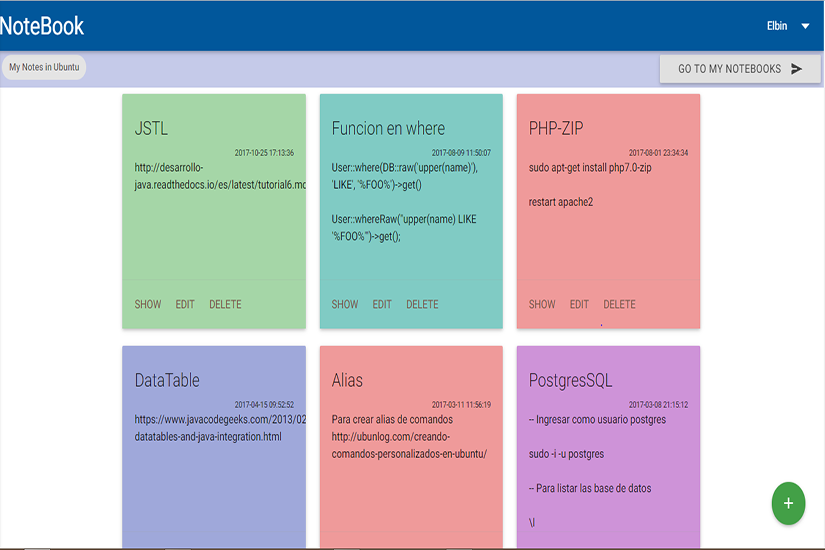 NoteBook
Elbin
My Notes in Ubuntu
GO TO MY NOTEBOOKS
JSTL
2017-10-25 17:13:36
http://desarrollo-
java.readthedocs.io/es/latest/tutorial6.
SHOW EDIT DELETE
Funcion en where
2017-08-09 11:50:07
User::where(DB::raw('upper(name)'),
'LIKE', '%FOO%')->get()
User::whereRaw("upper(name) LIKE
'%FOO%'")->get();
SHOW EDIT DELETE
PHP-ZIP
2017-08-01 23:34:34
sudo apt-get install php7.0-zip
restart apache2
SHOW EDIT DELETE
DataTable
2017-04-15 09:52:52
https://www.javacodegeeks.com/2013/02
datatables-and-java-integration.html
Alias
2017-03-11 11:56:19
Para crear alias de comandos
http://ubunlog.com/creando-
comandos-personalizados-en-ubuntu/
PostgresSQL
2017-03-08 21:15:12
-- Ingresar como usuario postgres
sudo -i -u postgres
-- Para listar las base de datos
\l
+